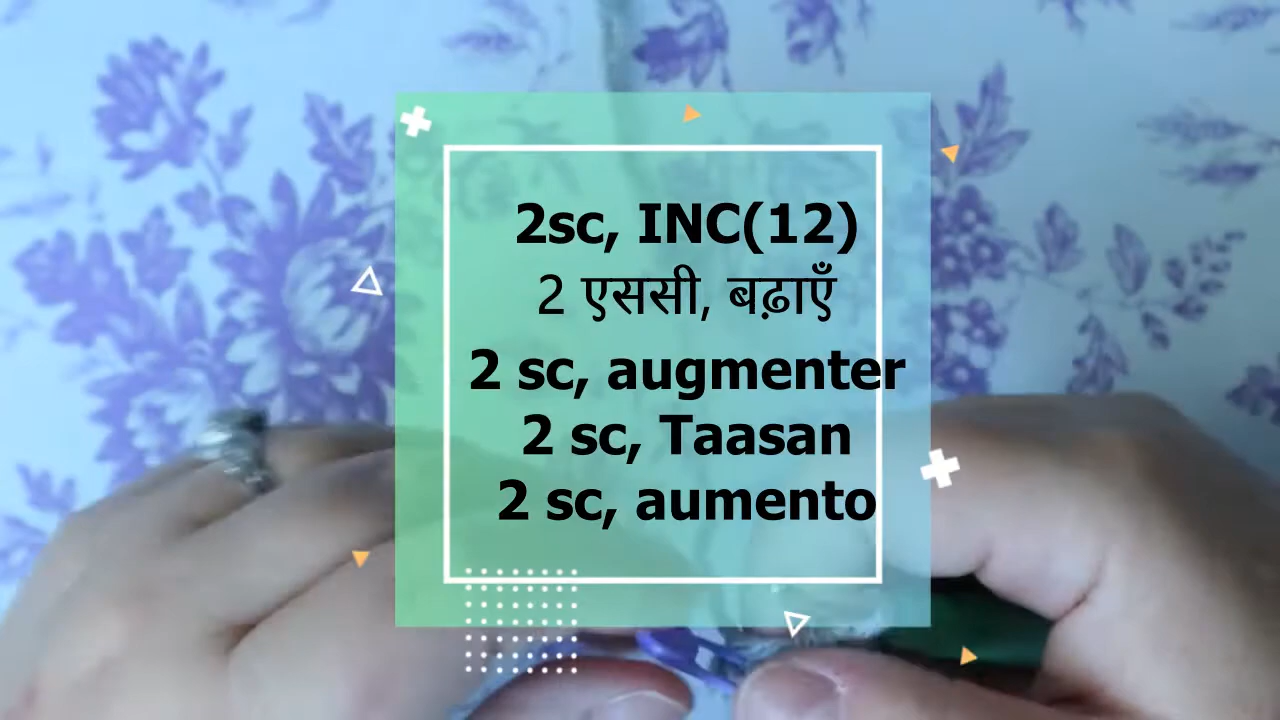 2sc, INC(12)
2 एससी, बढ़ाएँ
2 sc, augmenter
2 sc, Taasan
2 sc, aumento